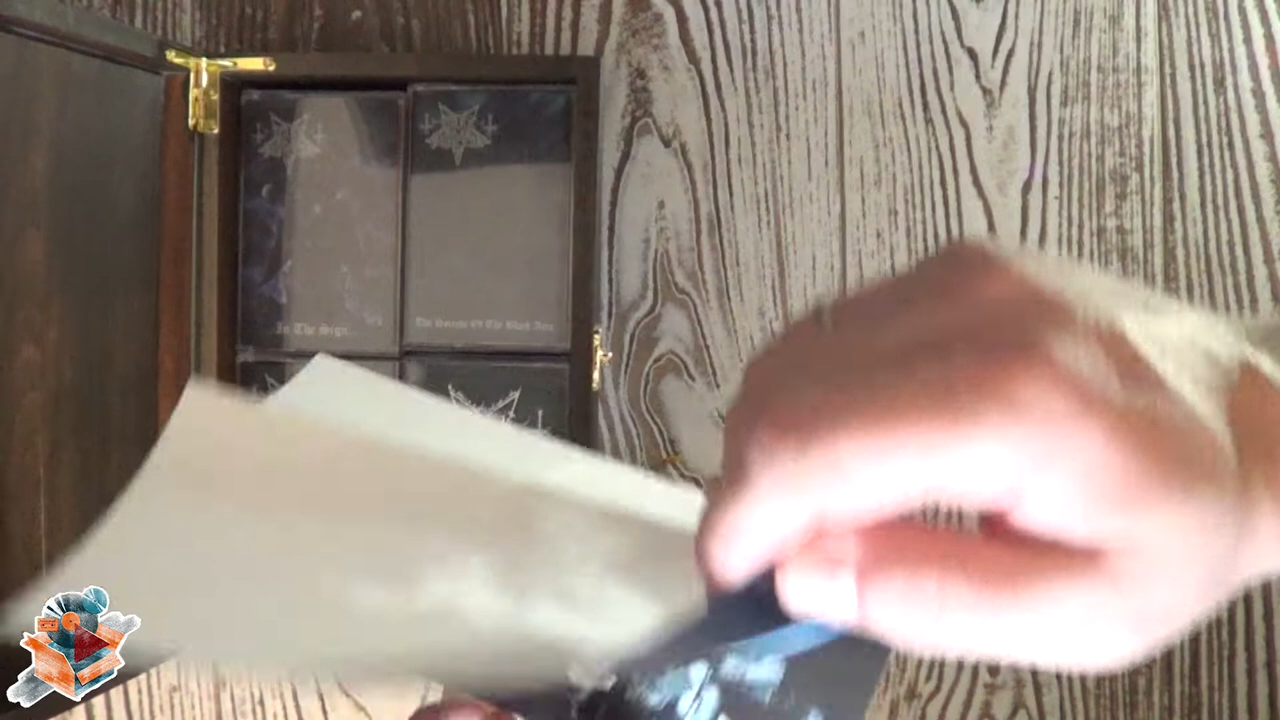 In The Sign...
The Secrets Of The Black Arts